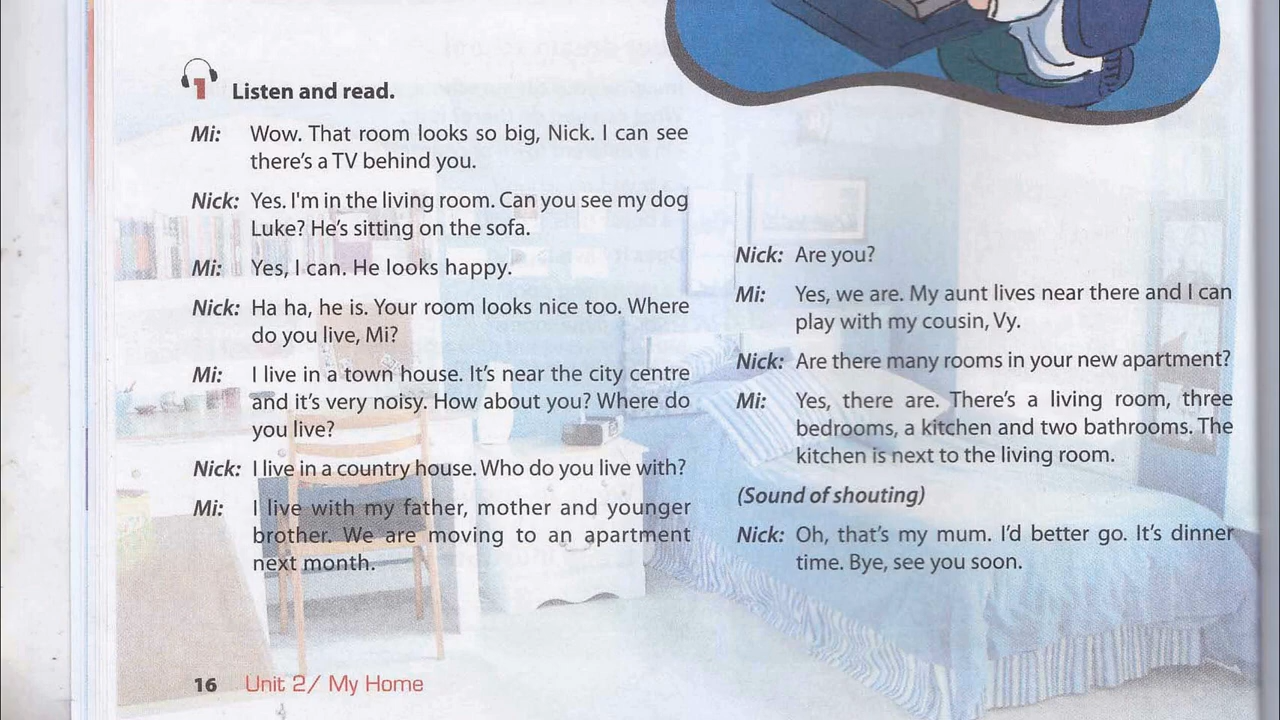 1 Listen and read.
Mi: Wow. That room looks so big, Nick. I can see
there's a TV behind you.
Nick: Yes. I'm in the living room. Can you see my dog
Luke? He's sitting on the sofa.
Mi: Yes, I can. He looks happy.
Nick: Ha ha, he is. Your room looks nice too. Where
do you live, Mi?
Mi: I live in a town house. It's near the city centre
and it's very noisy. How about you? Where do
you live?
Nick: I live in a country house. Who do you live with?
Mi: I live with my father, mother and younger
brother. We are moving to an apartment
next month.
Nick: Are you?
Mi: Yes, we are. My aunt lives near there and I can
play with my cousin, Vy.
Nick: Are there many rooms in your new apartment?
Mi: Yes, there are. There's a living room, three
bedrooms, a kitchen and two bathrooms. The
kitchen is next to the living room.
(Sound of shouting)
Nick: Oh, that's my mum. I'd better go. It's dinner
time. Bye, see you soon.
16 Unit 2/ My Home